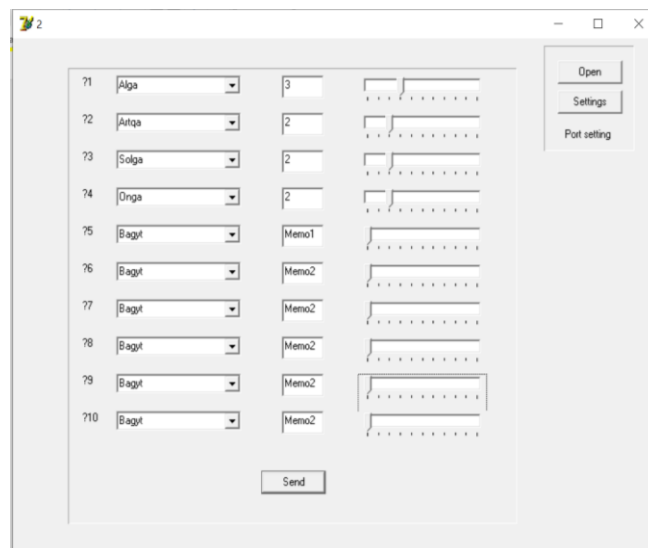 2
Open
Settings
Port setting
?1 Alga 3
?2 Artqa 2
?3 Solga 2
?4 Onga 2
?5 Bagyt Memo1
?6 Bagyt Memo2
?7 Bagyt Memo2
?8 Bagyt Memo2
?9 Bagyt Memo2
?10 Bagyt Memo2
Send